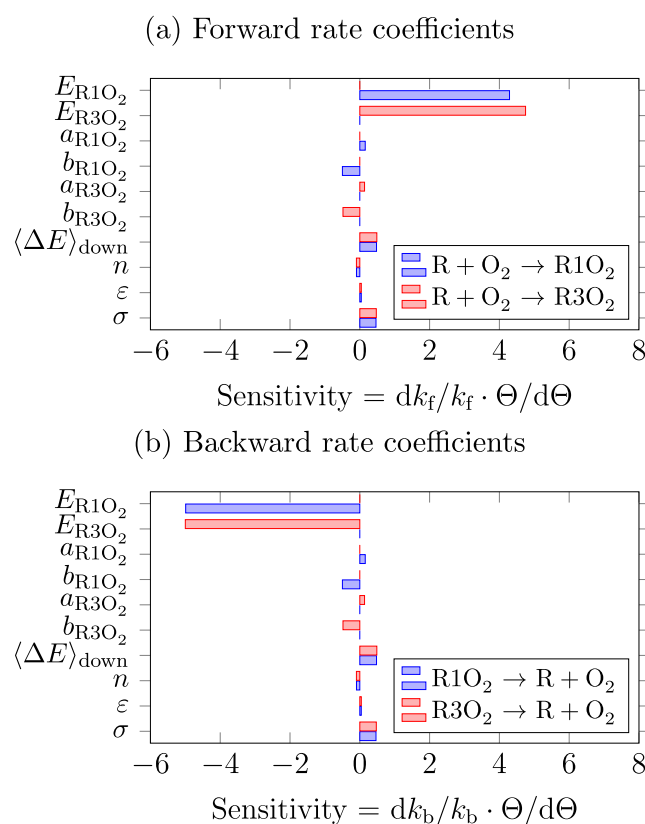 (a) Forward rate coefficients
E_R1O₂
E_R3O₂
a_R1O₂
b_R1O₂
a_R3O₂
b_R3O₂
⟨ΔE⟩_down
n
ε
σ
R + O₂ → R1O₂
R + O₂ → R3O₂
−6 −4 −2 0 2 4 6 8
Sensitivity = dk_f/k_f · Θ/dΘ
(b) Backward rate coefficients
E_R1O₂
E_R3O₂
a_R1O₂
b_R1O₂
a_R3O₂
b_R3O₂
⟨ΔE⟩_down
n
ε
σ
R1O₂ → R + O₂
R3O₂ → R + O₂
−6 −4 −2 0 2 4 6 8
Sensitivity = dk_b/k_b · Θ/dΘ